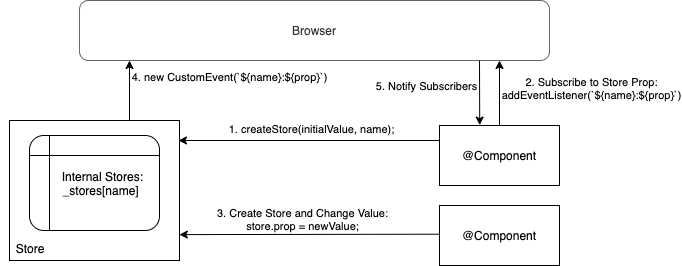 Browser
4. new CustomEvent(`${name}:${prop}`)
5. Notify Subscribers
2. Subscribe to Store Prop:
addEventListener(`${name}:${prop}`)
1. createStore(initialValue, name);
@Component
Internal Stores:
_stores[name]
3. Create Store and Change Value:
store.prop = newValue;
@Component
Store